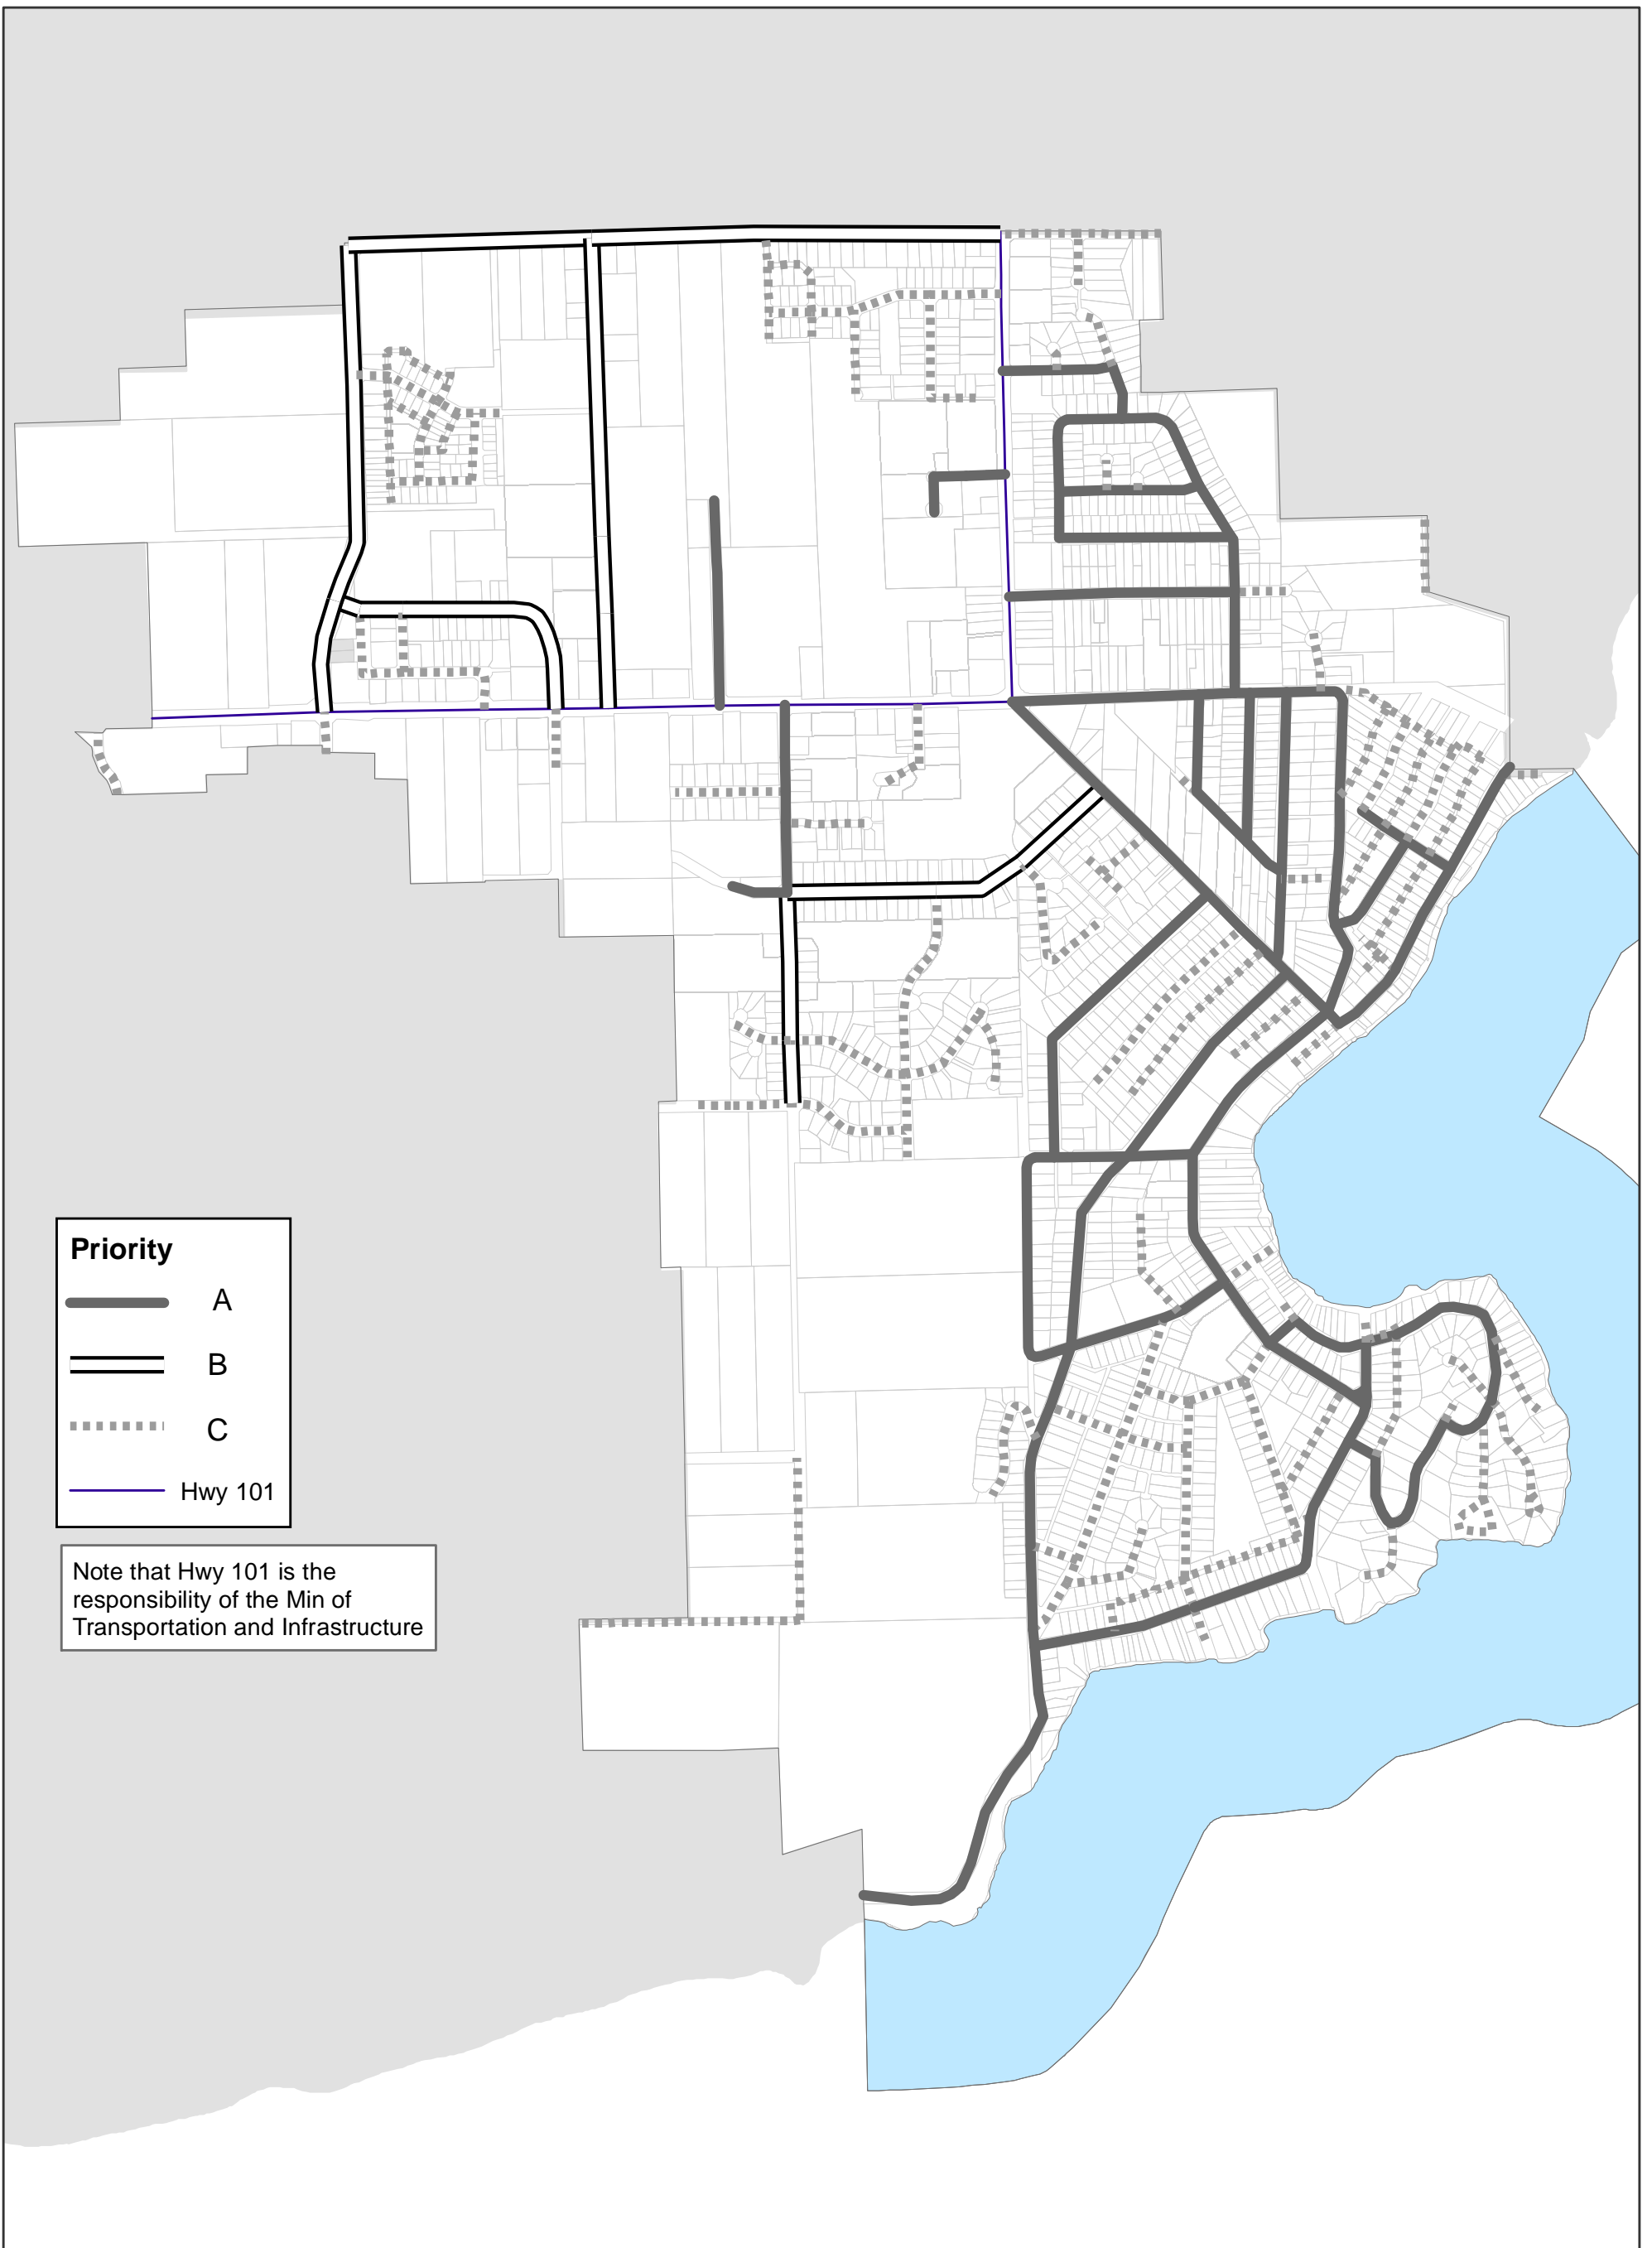 Priority
A
B
C
Hwy 101
Note that Hwy 101 is the
responsibility of the Min of
Transportation and Infrastructure